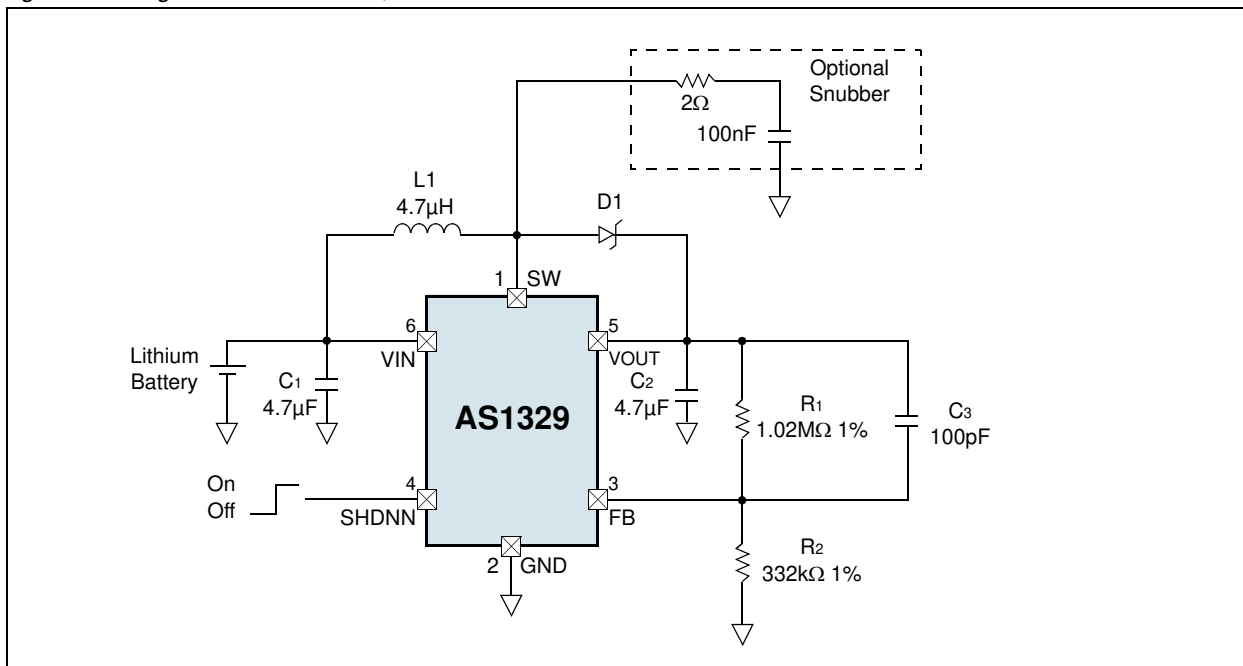 Optional
Snubber
2Ω
100nF
L1
4.7µH
D1
1 SW
6
VIN
5
VOUT
Lithium
Battery
C1
4.7µF
C2
4.7µF
AS1329
R1
1.02MΩ 1%
C3
100pF
On
Off
4
SHDNN
3
FB
2 GND
R2
332kΩ 1%